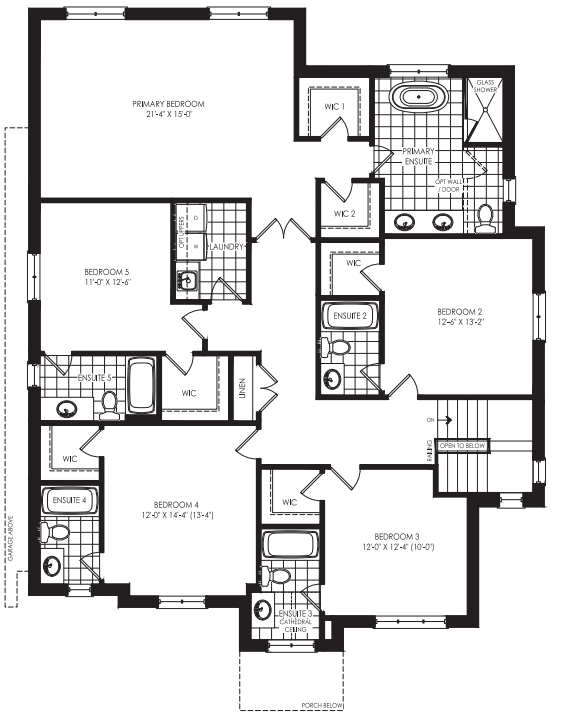 PRIMARY BEDROOM
21'-4" X 15'-0"
WIC 1
GLASS
SHOWER
PRIMARY
ENSUITE
OPT WALL
/ DOOR
WIC 2
OPT UPPERS
D
W
LAUNDRY
WIC
BEDROOM 5
11'-0" X 12'-6"
BEDROOM 2
12'-6" X 13'-2"
ENSUITE 2
ENSUITE 5
WIC
LINEN
DN
RAILING
OPEN TO BELOW
WIC
ENSUITE 4
BEDROOM 4
12'-0" X 14'-4" (13'-4")
WIC
BEDROOM 3
12'-0" X 12'-4" (10'-0")
GARAGE ABOVE
ENSUITE 3
CATHEDRAL
CEILING
PORCH BELOW